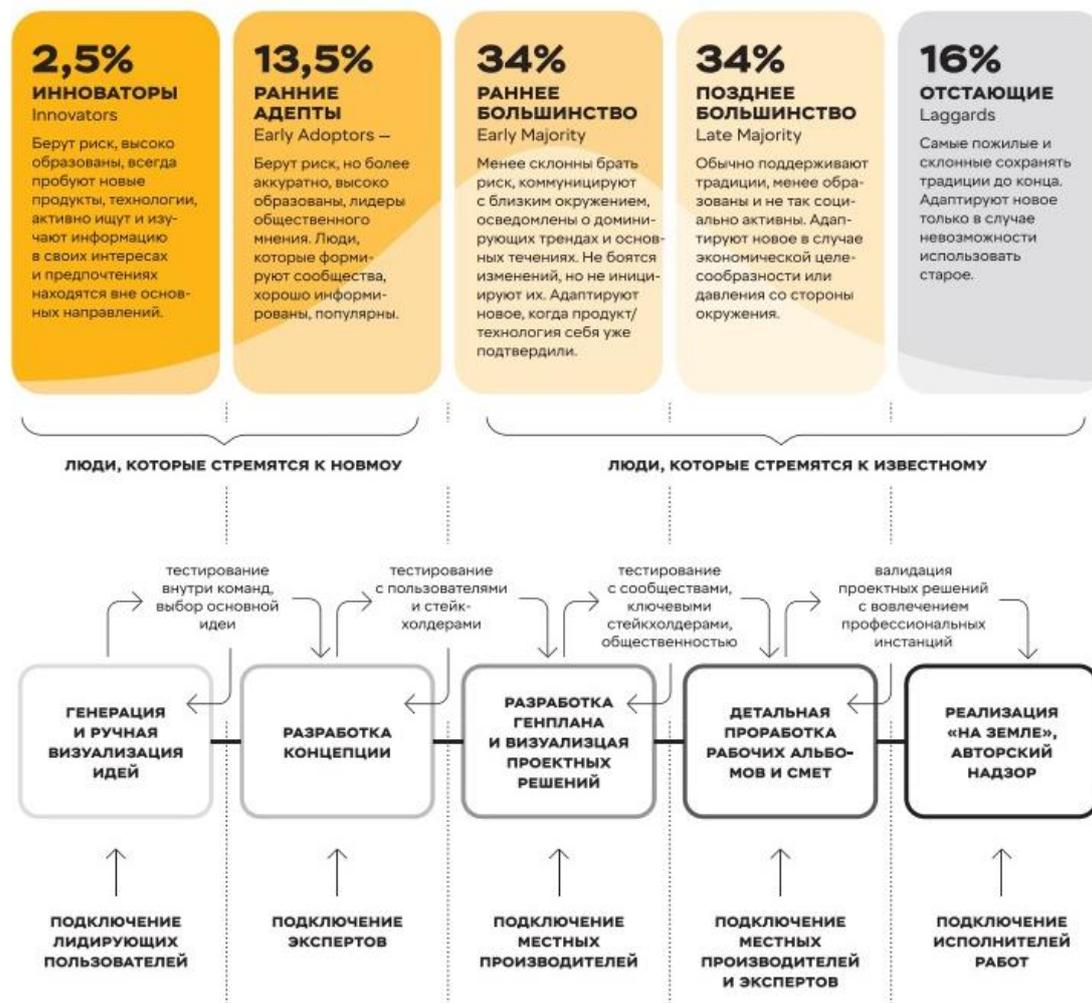 2,5%
ИННОВАТОРЫ
Innovators
Берут риск, высоко
образованы, всегда
пробуют новые
продукты, технологии,
активно ищут и изу-
чают информацию
в своих интересах
и предпочтениях
находятся вне основ-
ных направлений.
13,5%
РАННИЕ
АДЕПТЫ
Early Adoptors —
Берут риск, но более
аккуратно, высоко
образованы, лидеры
общественного
мнения. Люди,
которые форми-
руют сообщества,
хорошо информи-
рованы, популярны.
34%
РАННЕЕ
БОЛЬШИНСТВО
Early Majority
Менее склонны брать
риск, коммуницируют
с близким окружением,
осведомлены о домини-
рующих трендах и основ-
ных течениях. Не боятся
изменений, но не иници-
ируют их. Адаптируют
новое, когда продукт/
технология себя уже
подтвердили.
34%
ПОЗДНЕЕ
БОЛЬШИНСТВО
Late Majority
Обычно поддерживают
традиции, менее обра-
зованы и не так соци-
ально активны. Адап-
тируют новое в случае
экономической целе-
сообразности или
давления со стороны
окружения.
16%
ОТСТАЮЩИЕ
Laggards
Самые пожилые и
склонные сохранять
традиции до конца.
Адаптируют новое
только в случае
невозможности
использовать
старое.
ЛЮДИ, КОТОРЫЕ СТРЕМЯТСЯ К НОВМОУ
ЛЮДИ, КОТОРЫЕ СТРЕМЯТСЯ К ИЗВЕСТНОМУ
тестирование
внутри команд,
выбор основной
идеи
тестирование
с пользователями
и стейк-
холдерами
тестирование
с сообществами,
ключевыми
стейкхолдерами,
общественностью
валидация
проектных решений
с вовлечением
профессиональных
инстанций
ГЕНЕРАЦИЯ
И РУЧНАЯ
ВИЗУАЛИЗАЦИЯ
ИДЕЙ
РАЗРАБОТКА
КОНЦЕПЦИИ
РАЗРАБОТКА
ГЕНПЛАНА
И ВИЗУАЛИЗЦАЯ
ПРОЕКТНЫХ
РЕШЕНИЙ
ДЕТАЛЬНАЯ
ПРОРАБОТКА
РАБОЧИХ АЛЬБО-
МОВ И СМЕТ
РЕАЛИЗАЦИЯ
«НА ЗЕМЛЕ»,
АВТОРСКИЙ
НАДЗОР
ПОДКЛЮЧЕНИЕ
ЛИДИРУЮЩИХ
ПОЛЬЗОВАТЕЛЕЙ
ПОДКЛЮЧЕНИЕ
ЭКСПЕРТОВ
ПОДКЛЮЧЕНИЕ
МЕСТНЫХ
ПРОИЗВОДИТЕЛЕЙ
ПОДКЛЮЧЕНИЕ
МЕСТНЫХ
ПРОИЗВОДИТЕЛЕЙ
И ЭКСПЕРТОВ
ПОДКЛЮЧЕНИЕ
ИСПОЛНИТЕЛЕЙ
РАБОТ